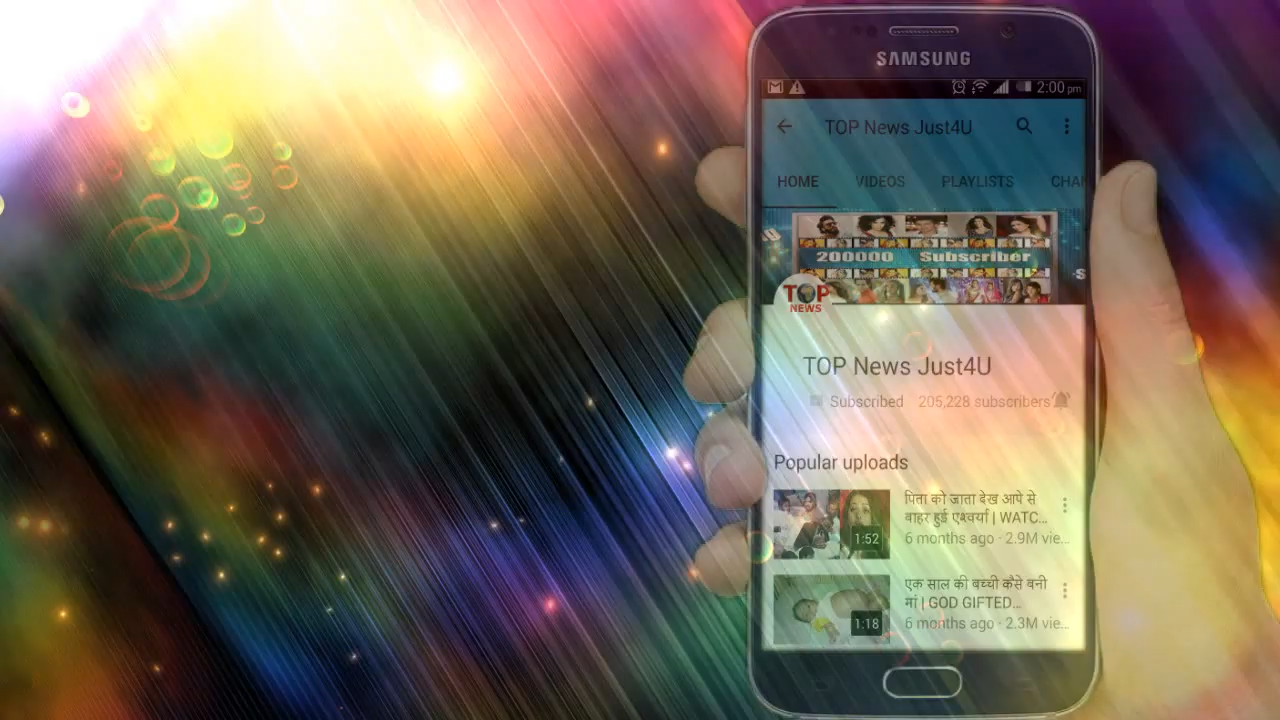 SAMSUNG
2:00 pm
TOP News Just4U
HOME VIDEOS PLAYLISTS CHAN
200000 Subscriber
TOP
NEWS
TOP News Just4U
Subscribed 205,228 subscribers
Popular uploads
पिता को जाता देख आपे से
बाहर हुई एश्वर्या | WATC...
6 months ago · 2.9M vie...
1:52
एक साल की बच्ची कैसे बनी
मां | GOD GIFTED...
6 months ago · 2.3M vie...
1:18